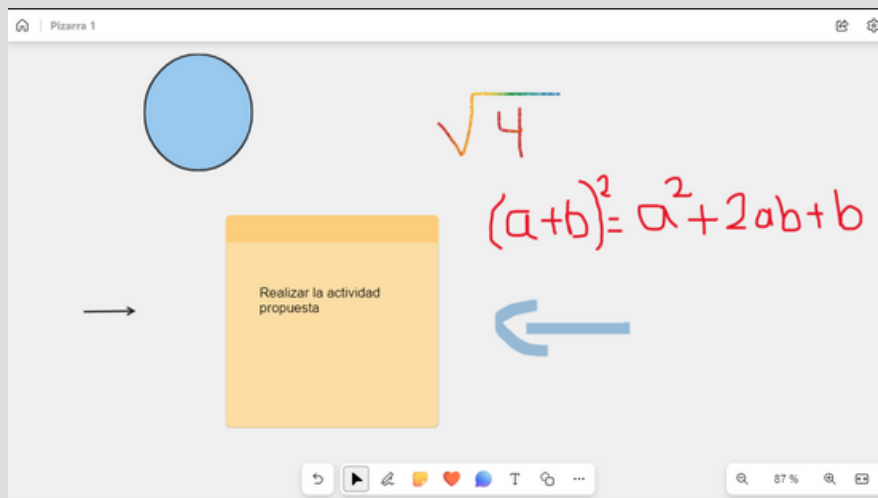 Pizarra 1
√4
(a+b)²= a²+2ab+b
Realizar la actividad
propuesta
T
87 %